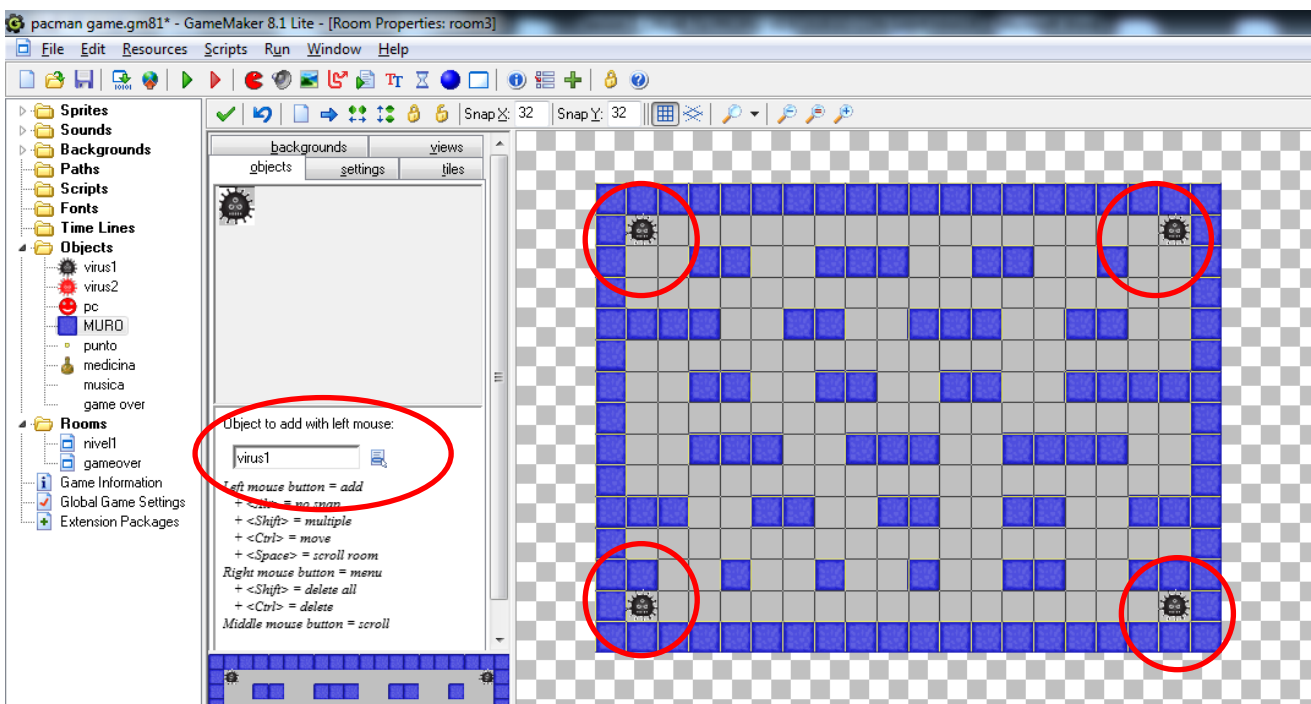 pacman game.gm81* - GameMaker 8.1 Lite - [Room Properties: room3]
File Edit Resources Scripts Run Window Help
Snap X: 32 Snap Y: 32
Sprites
Sounds
Backgrounds
Paths
Scripts
Fonts
Time Lines
Objects
virus1
virus2
pc
MURO
punto
medicina
musica
game over
Rooms
nivel1
gameover
Game Information
Global Game Settings
Extension Packages
backgrounds views
objects settings tiles
Object to add with left mouse:
virus1
Left mouse button = add
+ <Alt> = no snap
+ <Shift> = multiple
+ <Ctrl> = move
+ <Space> = scroll room
Right mouse button = menu
+ <Shift> = delete all
+ <Ctrl> = delete
Middle mouse button = scroll